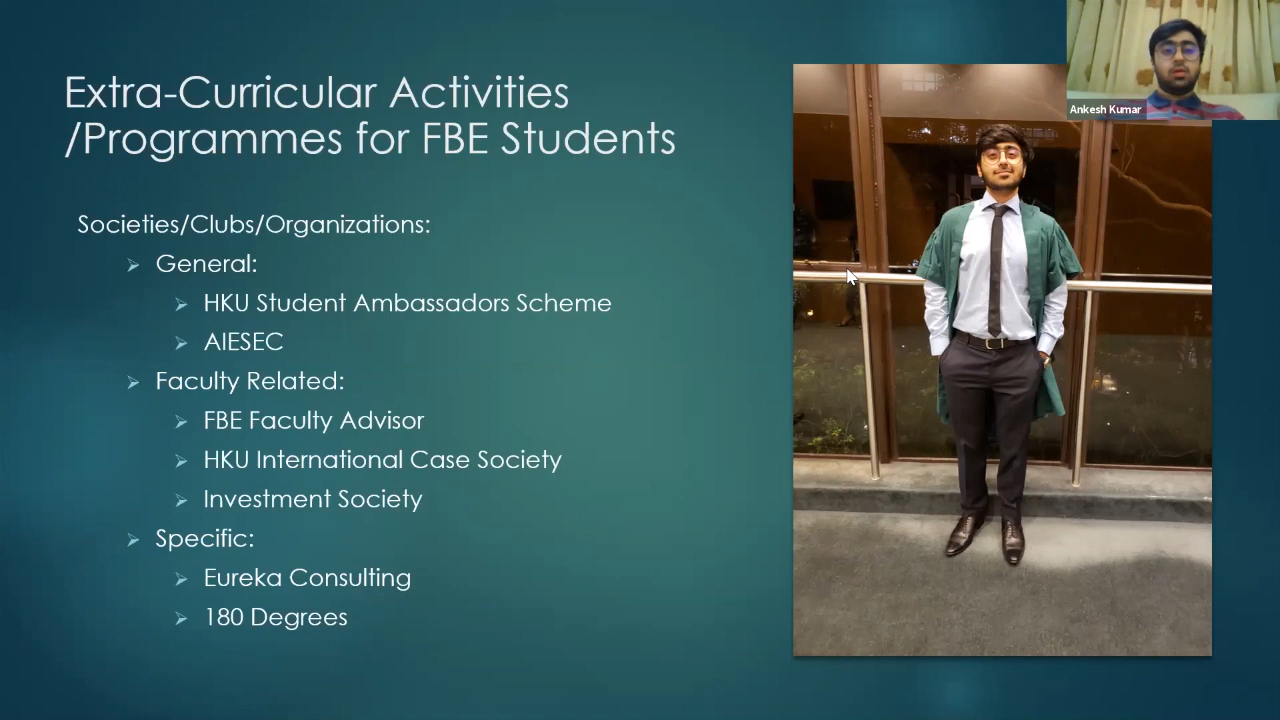 Extra-Curricular Activities
/Programmes for FBE Students
Societies/Clubs/Organizations:
General:
HKU Student Ambassadors Scheme
AIESEC
Faculty Related:
FBE Faculty Advisor
HKU International Case Society
Investment Society
Specific:
Eureka Consulting
180 Degrees
Ankesh Kumar